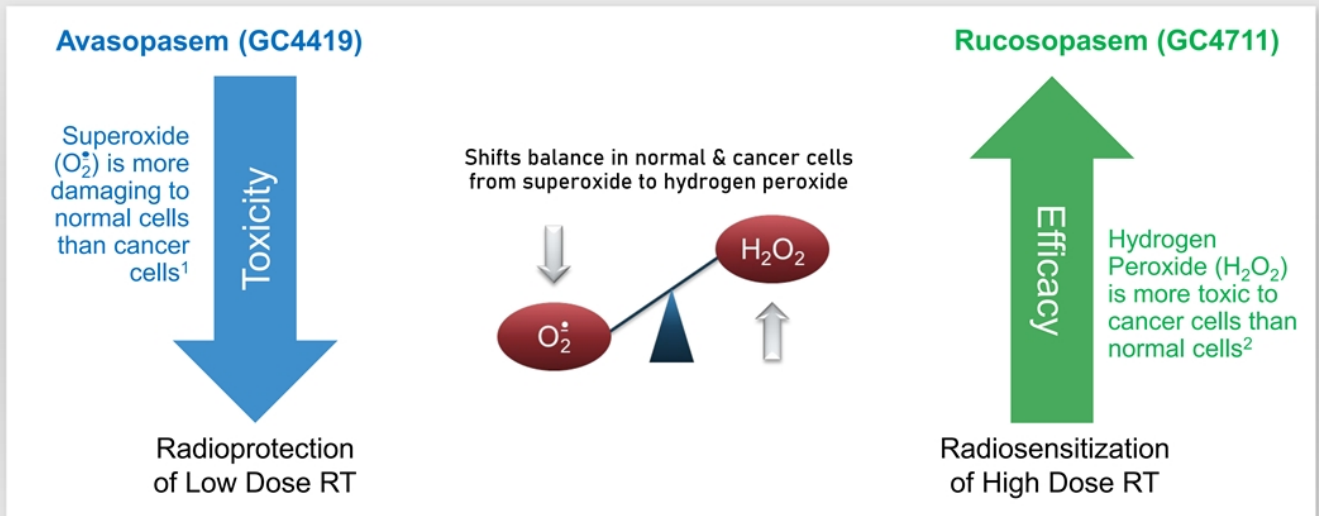 Avasopasem (GC4419)
Superoxide
(O₂•̄) is more
damaging to
normal cells
than cancer
cells¹
Toxicity
Radioprotection
of Low Dose RT
Shifts balance in normal & cancer cells
from superoxide to hydrogen peroxide
O₂•̄
H₂O₂
Rucosopasem (GC4711)
Efficacy
Hydrogen
Peroxide (H₂O₂)
is more toxic to
cancer cells than
normal cells²
Radiosensitization
of High Dose RT